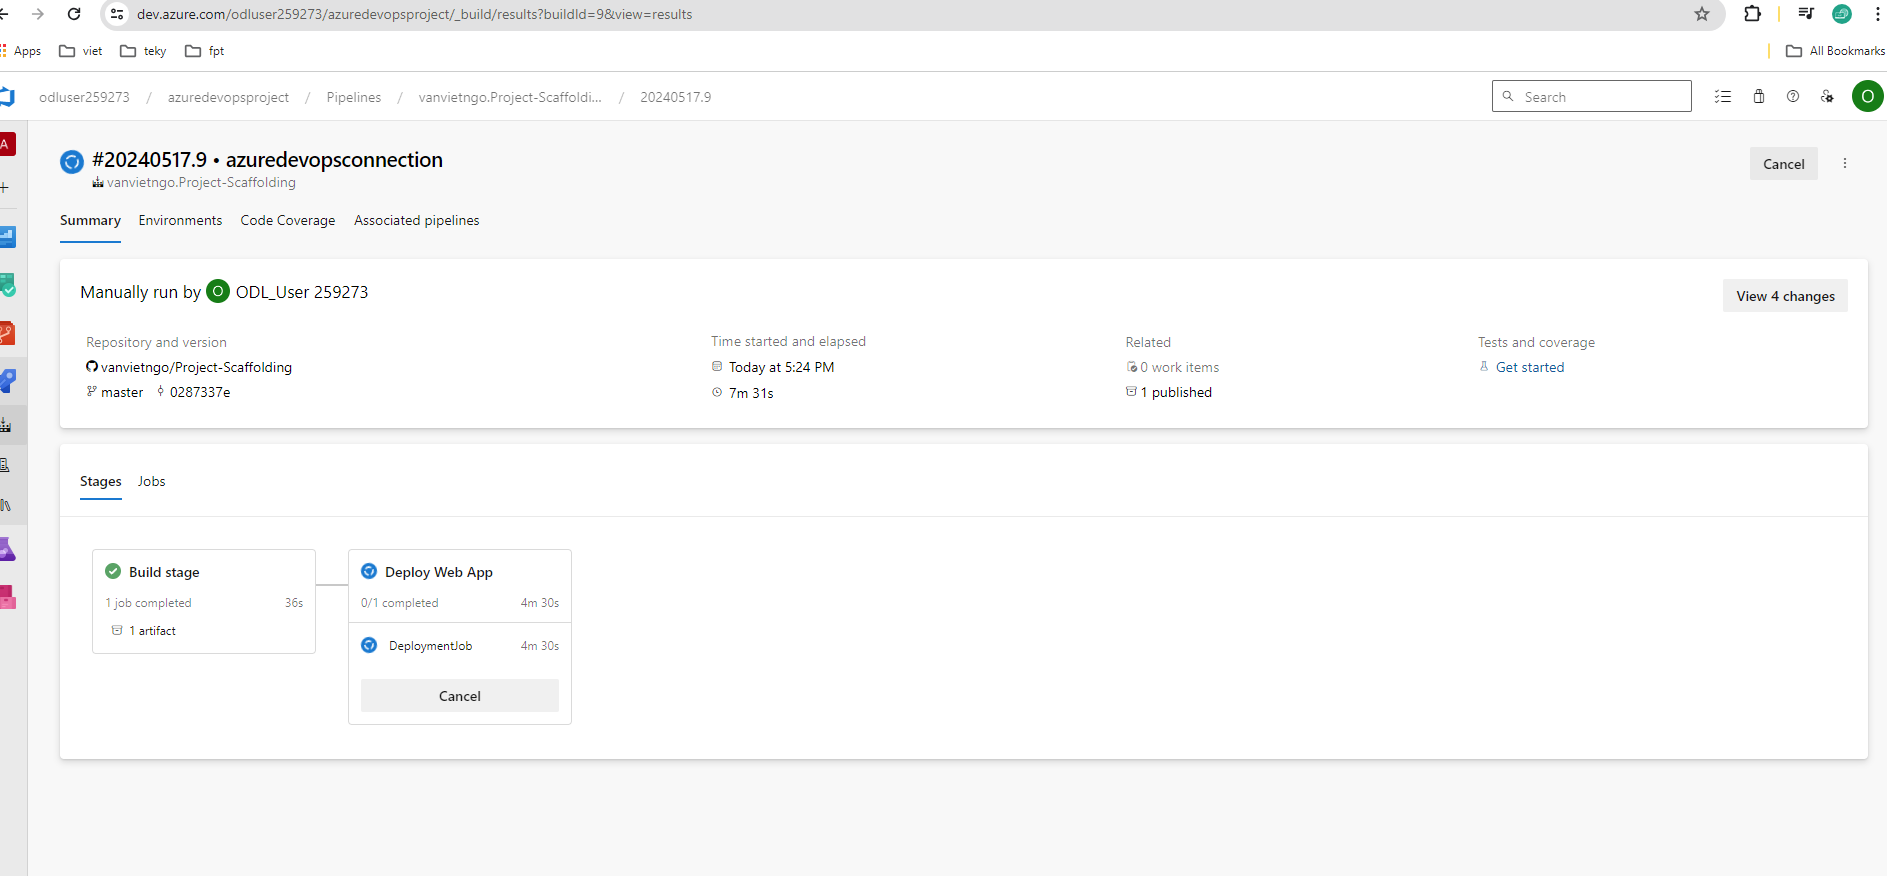 dev.azure.com/odluser259273/azuredevopsproject/_build/results?buildId=9&view=results
Apps viet teky fpt All Bookmarks
odluser259273 / azuredevopsproject / Pipelines / vanvietngo.Project-Scaffoldi... / 20240517.9 Search O
A
#20240517.9 • azuredevopsconnection Cancel
vanvietngo.Project-Scaffolding
Summary Environments Code Coverage Associated pipelines
Manually run by O ODL_User 259273 View 4 changes
Repository and version Time started and elapsed Related Tests and coverage
vanvietngo/Project-Scaffolding Today at 5:24 PM 0 work items Get started
master 0287337e 7m 31s 1 published
Stages Jobs
Build stage Deploy Web App
1 job completed 36s 0/1 completed 4m 30s
1 artifact DeploymentJob 4m 30s
Cancel